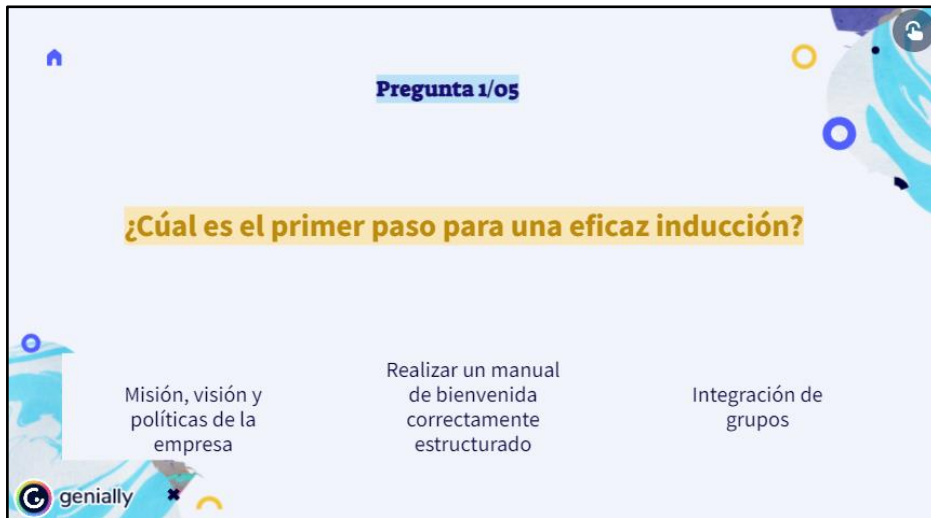 Pregunta 1/05
¿Cúal es el primer paso para una eficaz inducción?
Misión, visión y
políticas de la
empresa
Realizar un manual
de bienvenida
correctamente
estructurado
Integración de
grupos
genially